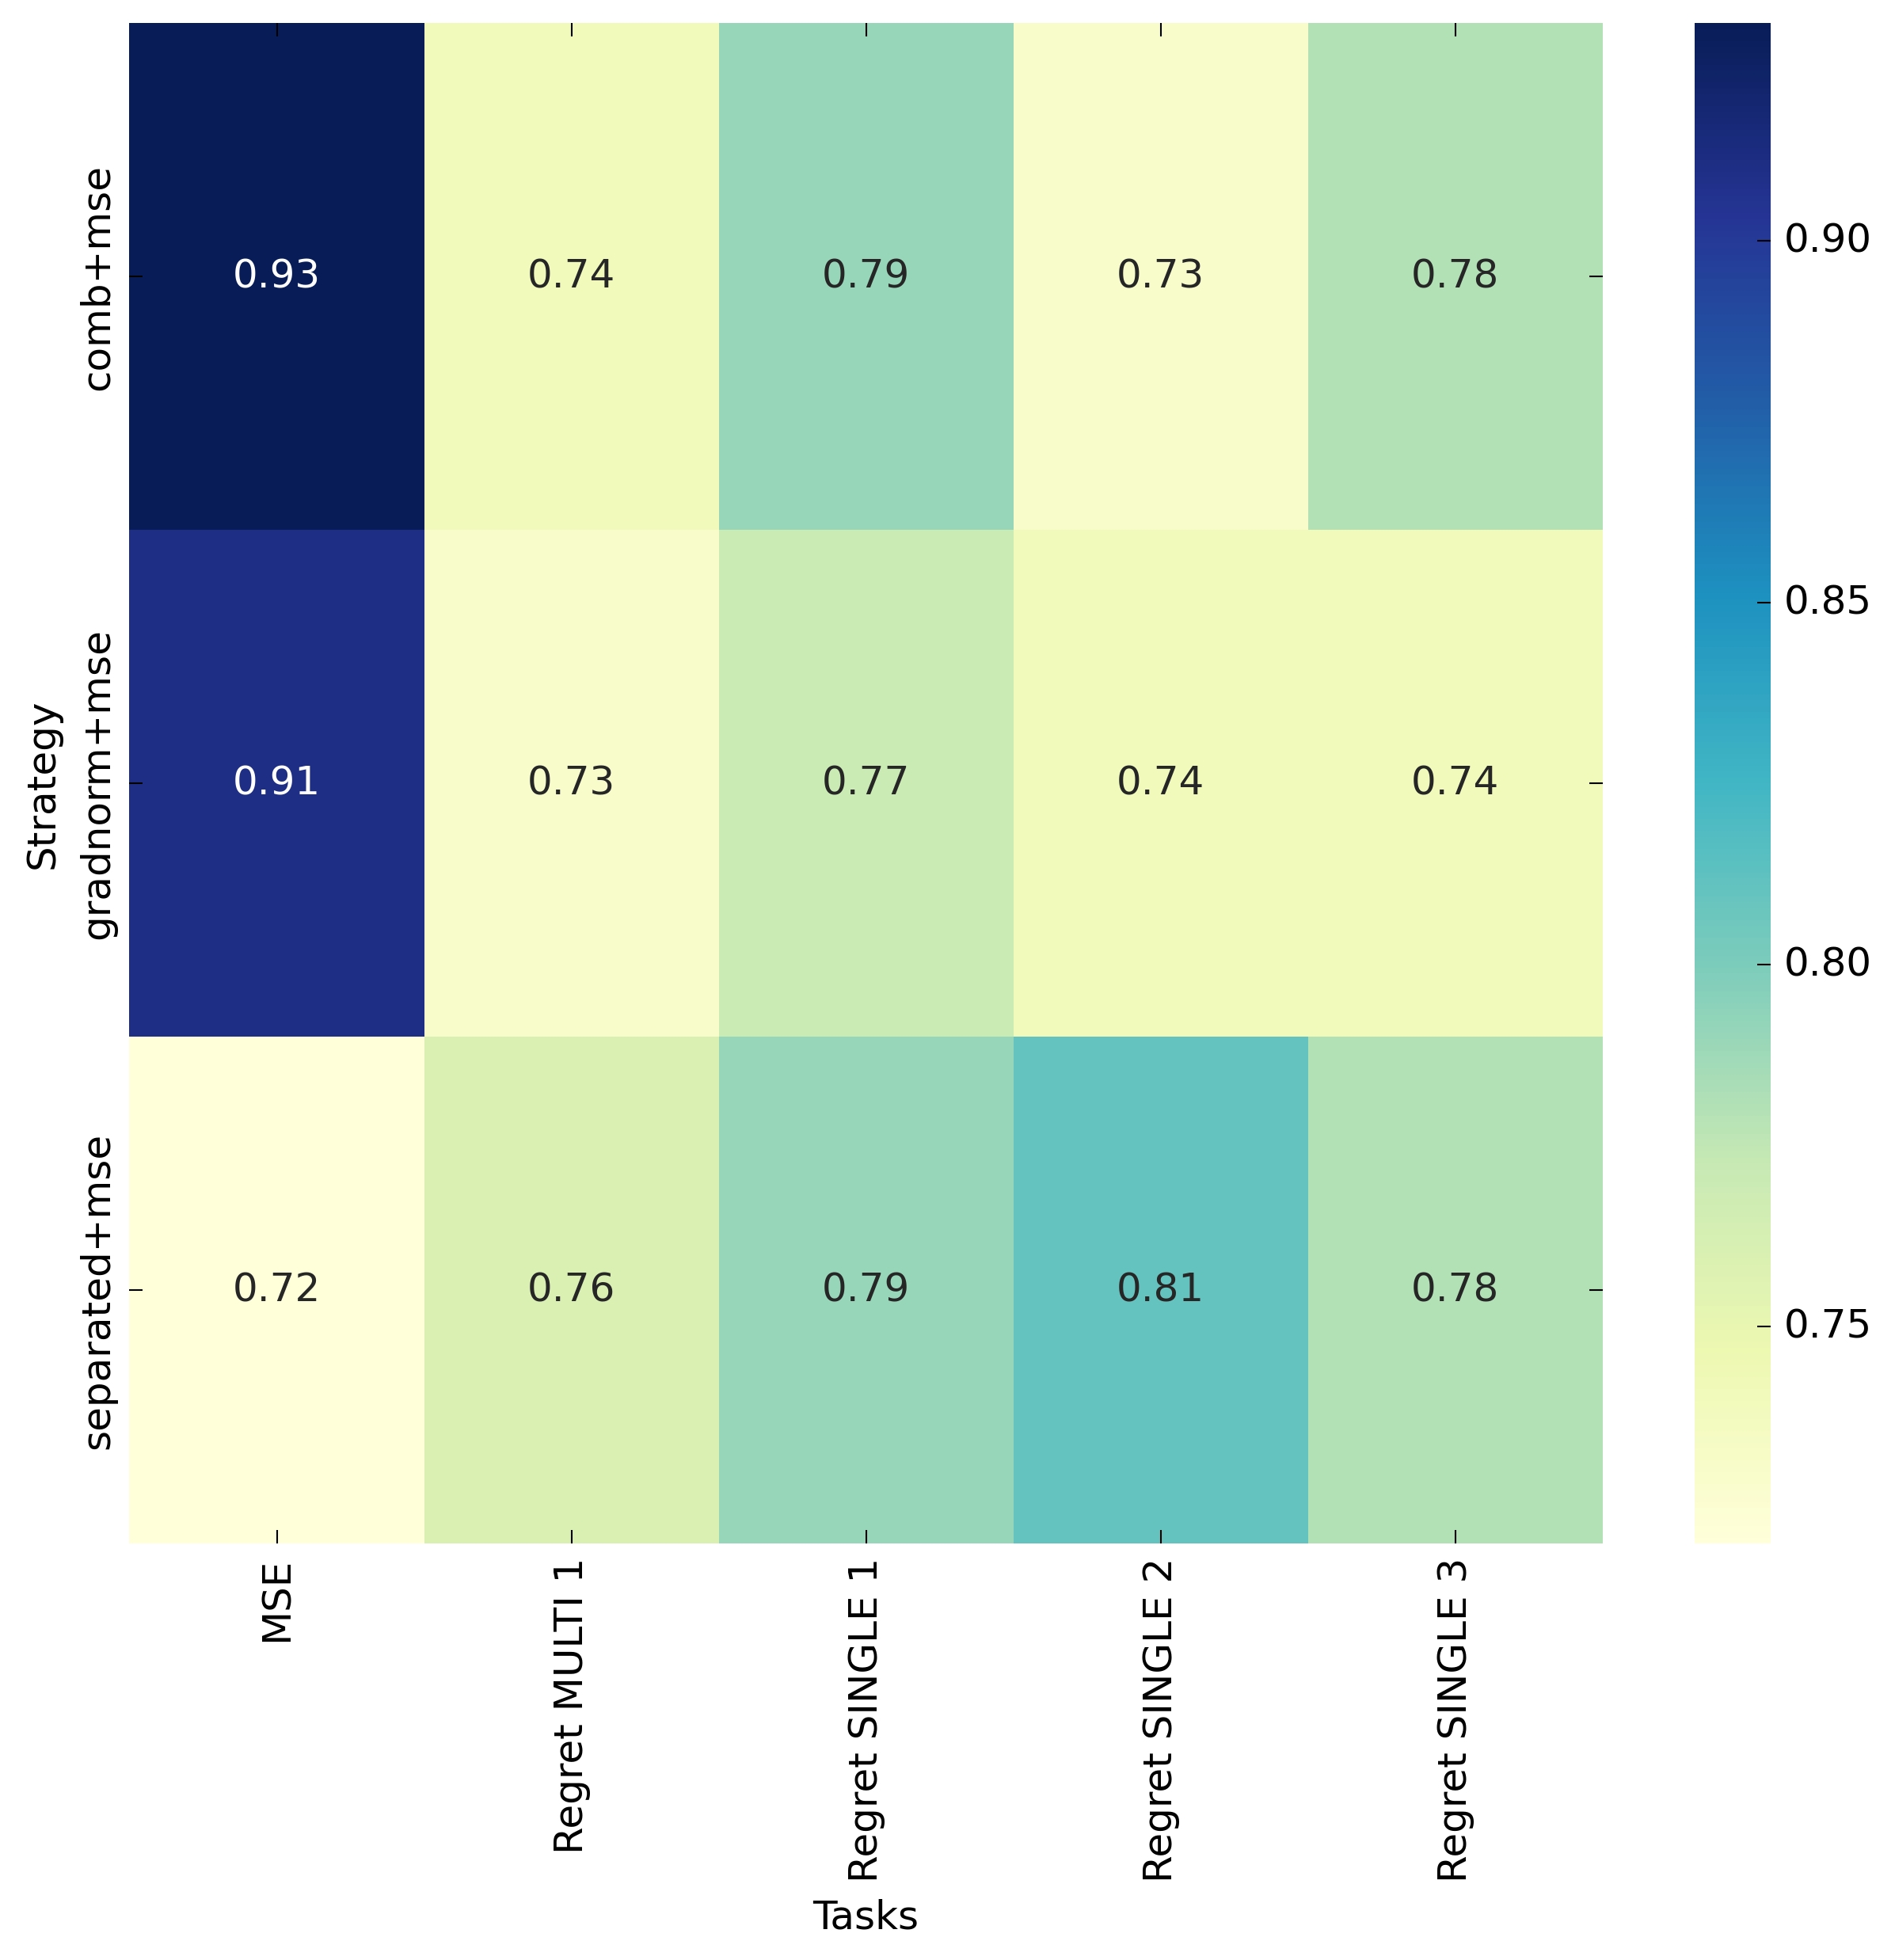 Strategy
comb+mse
0.93 0.74 0.79 0.73 0.78
gradnorm+mse
0.91 0.73 0.77 0.74 0.74
separated+mse
0.72 0.76 0.79 0.81 0.78
MSE
Regret MULTI 1
Regret SINGLE 1
Regret SINGLE 2
Regret SINGLE 3
Tasks
0.90
0.85
0.80
0.75